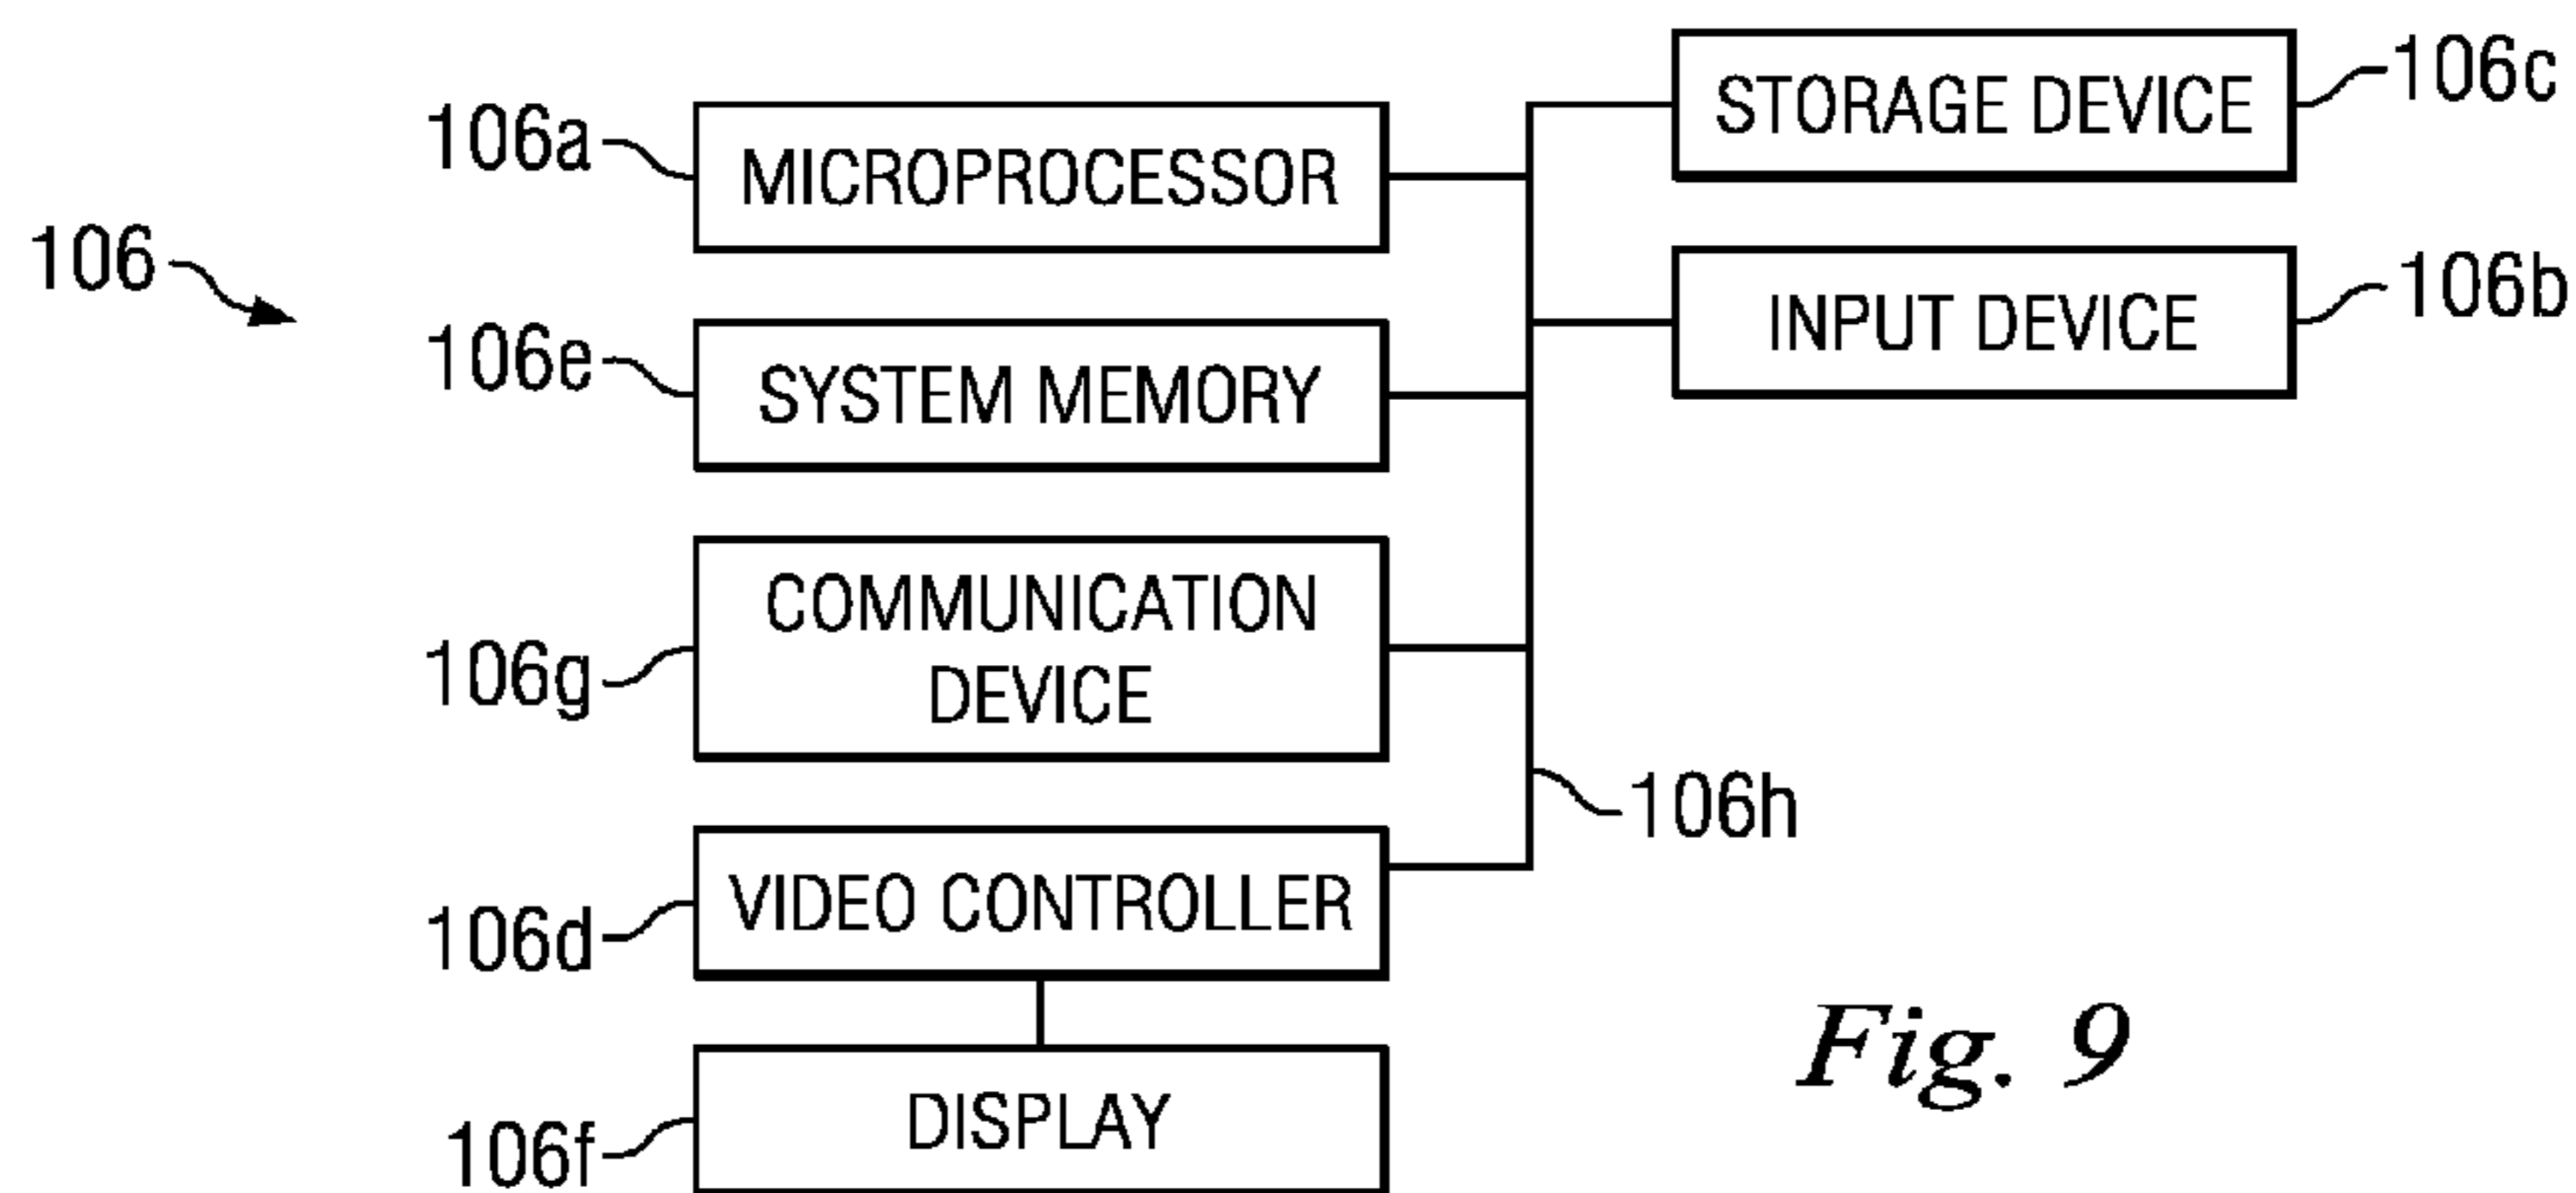 106
106a
MICROPROCESSOR
106e
SYSTEM MEMORY
106g
COMMUNICATION
DEVICE
106d
VIDEO CONTROLLER
106f
DISPLAY
STORAGE DEVICE
106c
INPUT DEVICE
106b
106h
Fig. 9